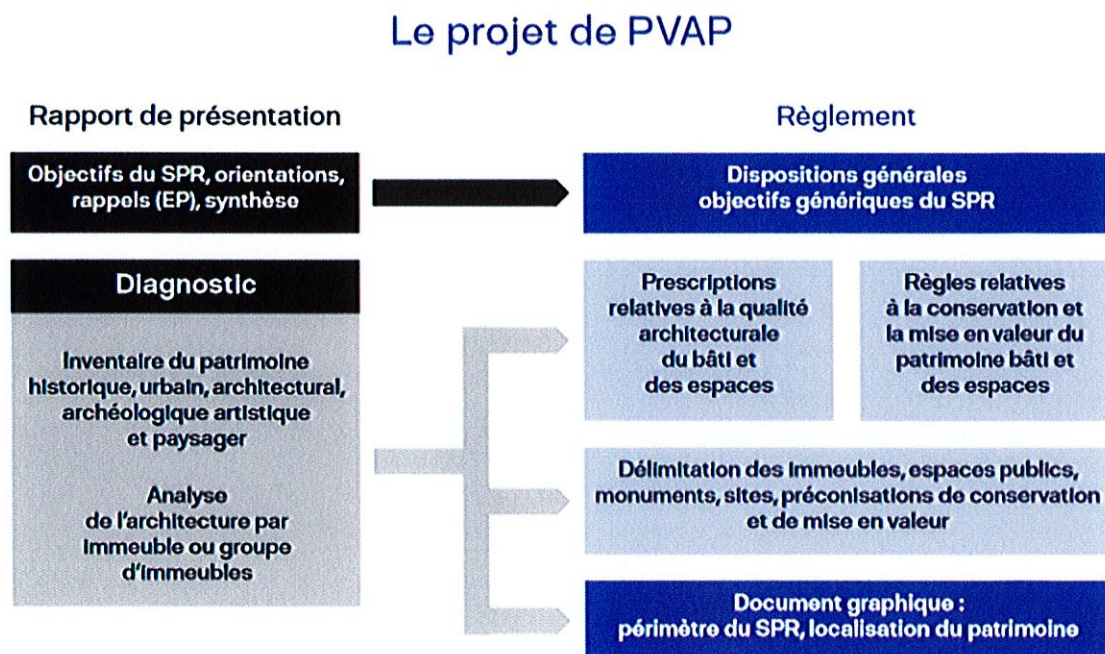 Le projet de PVAP
Rapport de présentation
Objectifs du SPR, orientations,
rappels (EP), synthèse
Diagnostic
Inventaire du patrimoine
historique, urbain, architectural,
archéologique artistique
et paysager
Analyse
de l'architecture par
immeuble ou groupe
d'immeubles
Règlement
Dispositions générales
objectifs génériques du SPR
Prescriptions
relatives à la qualité
architecturale
du bâti et
des espaces
Règles relatives
à la conservation et
la mise en valeur du
patrimoine bâti et
des espaces
Délimitation des immeubles, espaces publics,
monuments, sites, préconisations de conservation
et de mise en valeur
Document graphique :
périmètre du SPR, localisation du patrimoine